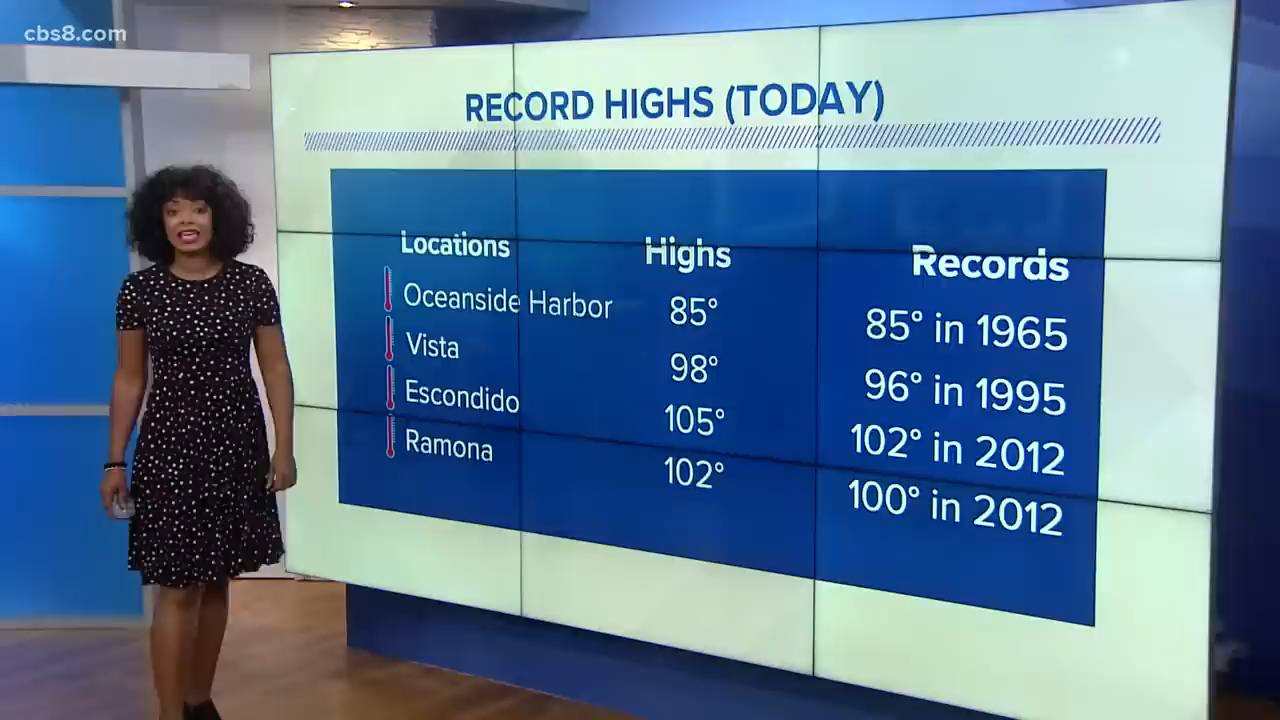 cbs8.com
RECORD HIGHS (TODAY)
Locations Highs Records
Oceanside Harbor 85° 85° in 1965
Vista 98° 96° in 1995
Escondido 105° 102° in 2012
Ramona 102° 100° in 2012